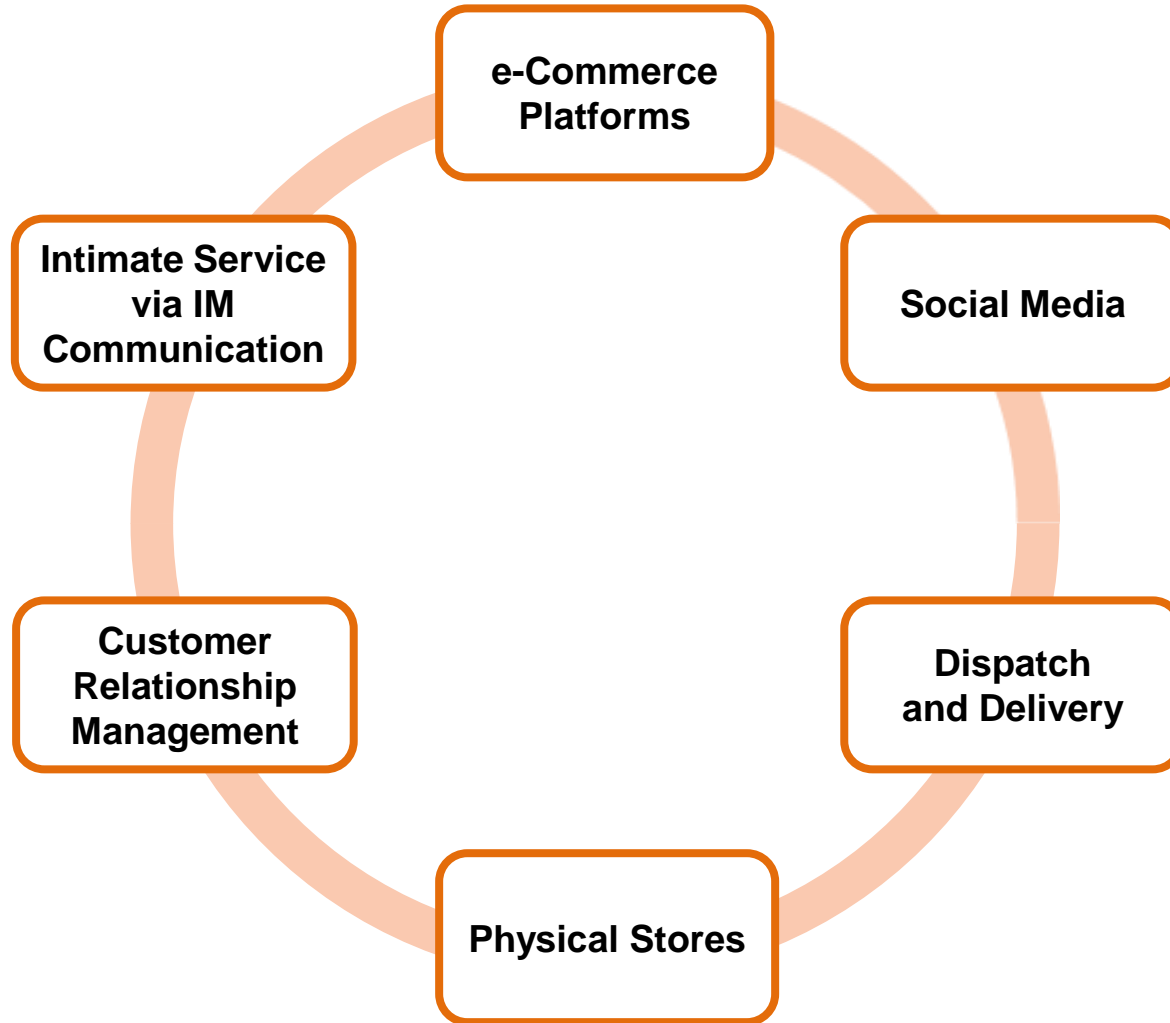 e-Commerce
Platforms
Social Media
Dispatch
and Delivery
Physical Stores
Customer
Relationship
Management
Intimate Service
via IM
Communication